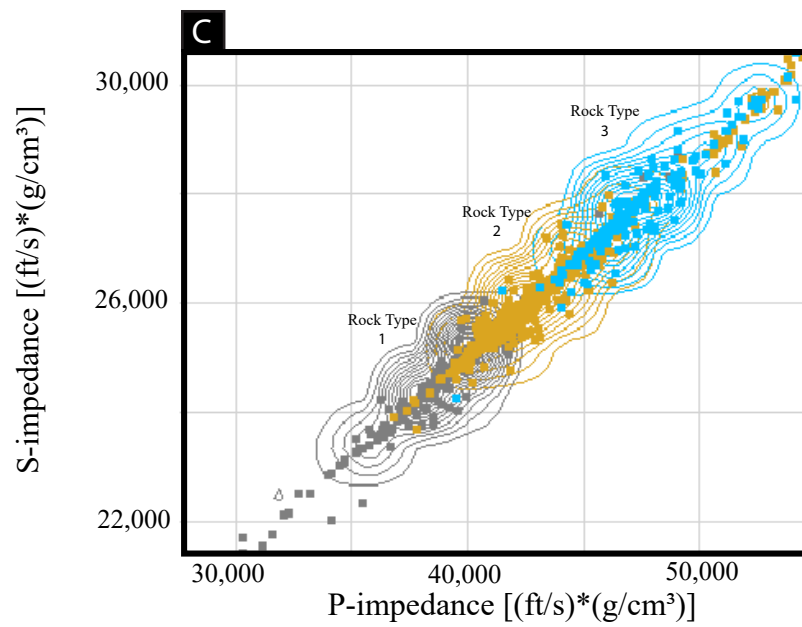 C
30,000
Rock Type
3
Rock Type
2
26,000
Rock Type
1
22,000
S-impedance [(ft/s)*(g/cm³)]
30,000
40,000
50,000
P-impedance [(ft/s)*(g/cm³)]